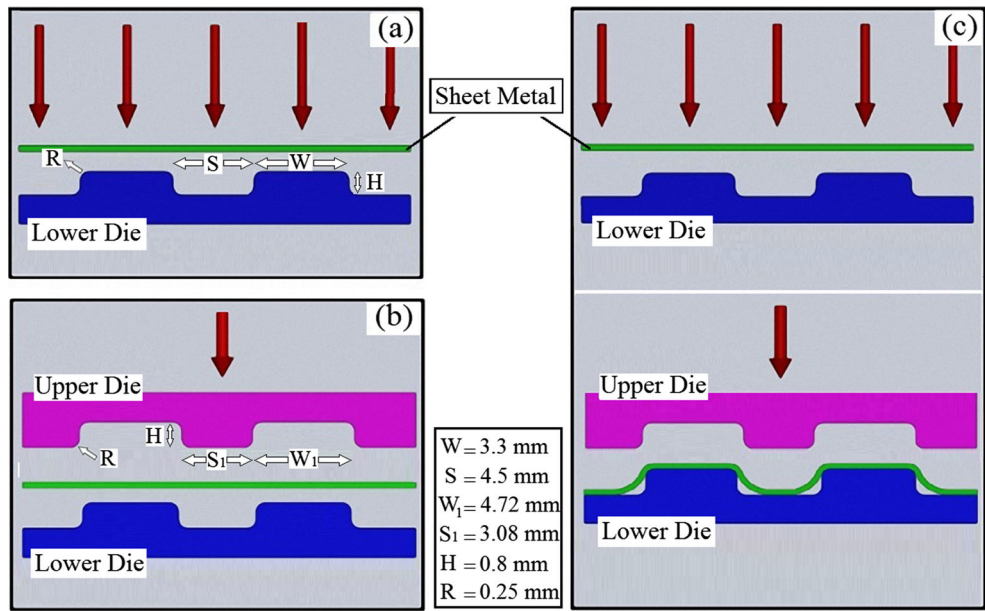 (a)
Sheet Metal
R
S
W
H
Lower Die
(b)
Upper Die
H
R
S₁
W₁
Lower Die
W = 3.3 mm
S = 4.5 mm
W₁ = 4.72 mm
S₁ = 3.08 mm
H = 0.8 mm
R = 0.25 mm
(c)
Lower Die
Upper Die
Lower Die